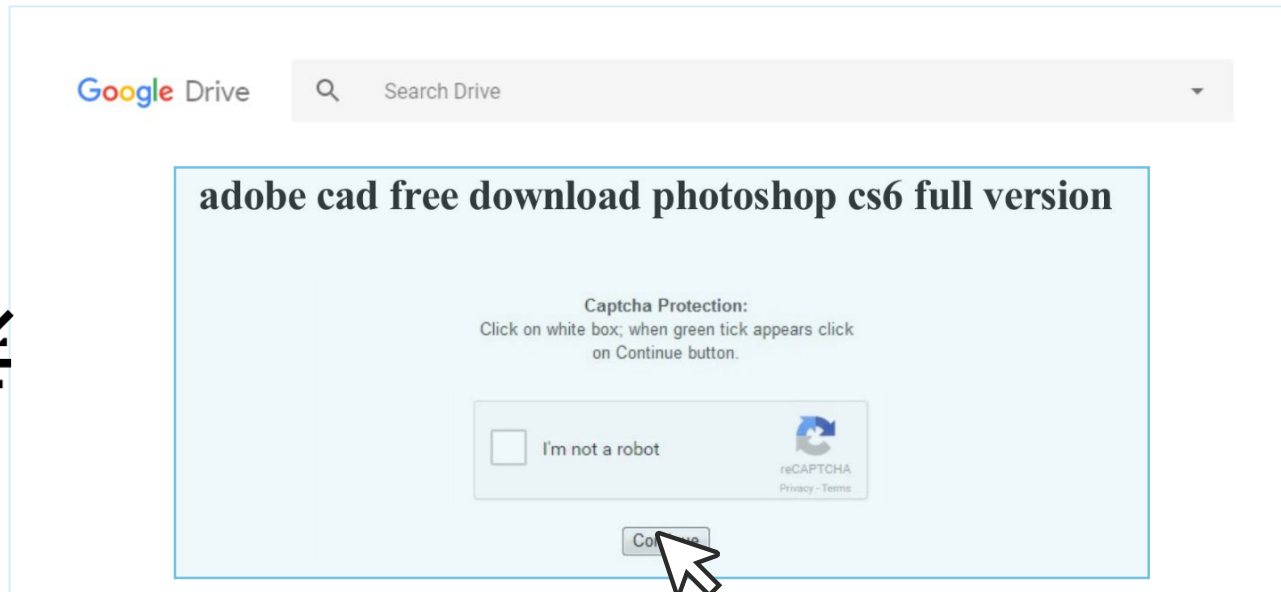 Google Drive Search Drive
adobe cad free download photoshop cs6 full version
Captcha Protection:
Click on white box; when green tick appears click
on Continue button.
I'm not a robot
reCAPTCHA
Privacy - Terms